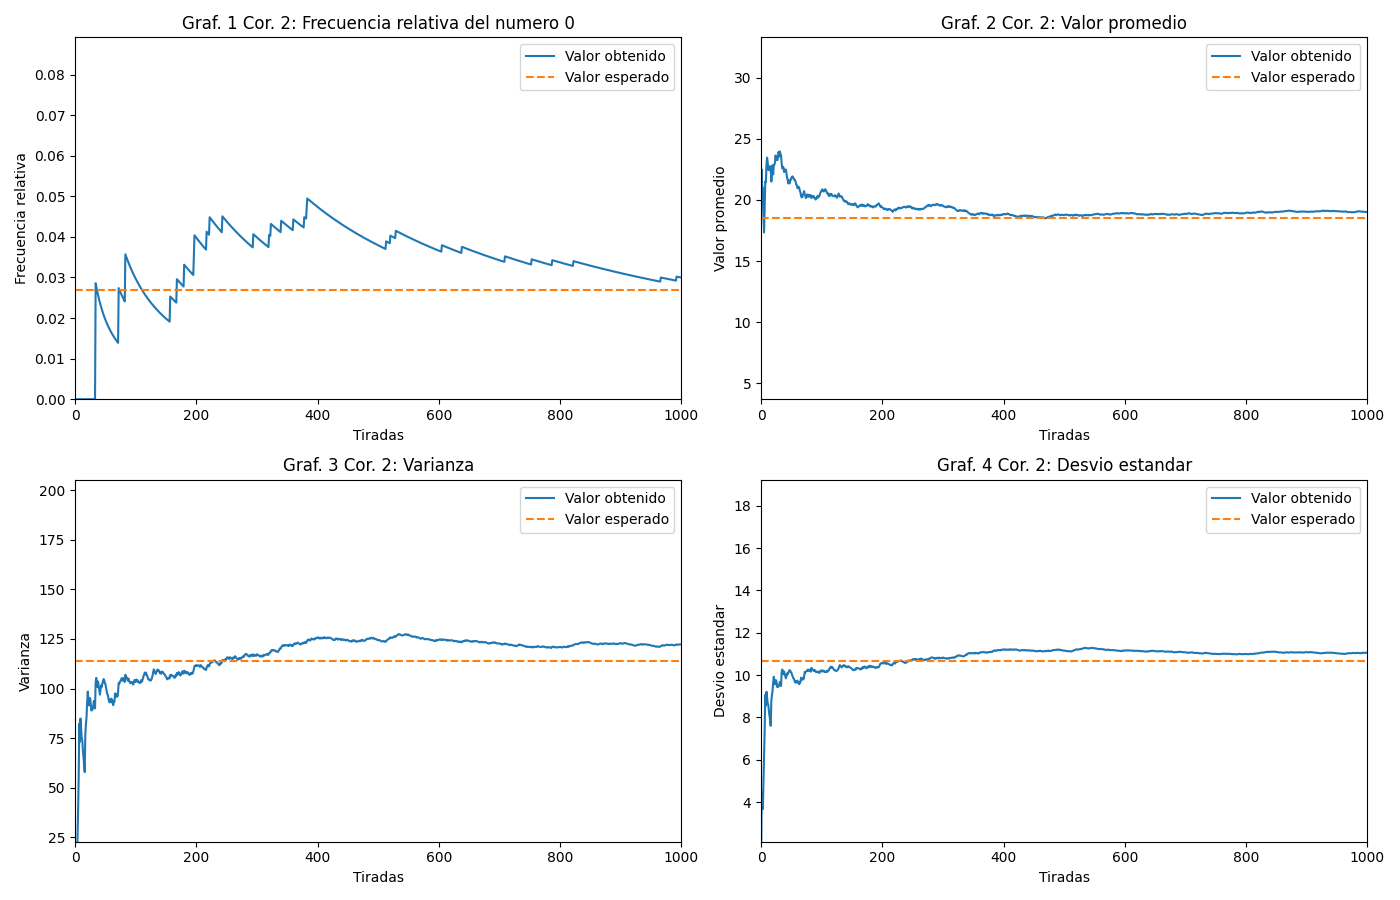 Graf. 1 Cor. 2: Frecuencia relativa del numero 0
Valor obtenido
Valor esperado
0.08
0.07
0.06
0.05
0.04
0.03
0.02
0.01
0.00
Frecuencia relativa
0 200 400 600 800 1000
Tiradas
Graf. 2 Cor. 2: Valor promedio
Valor obtenido
Valor esperado
30
25
20
15
10
5
Valor promedio
0 200 400 600 800 1000
Tiradas
Graf. 3 Cor. 2: Varianza
Valor obtenido
Valor esperado
200
175
150
125
100
75
50
25
Varianza
0 200 400 600 800 1000
Tiradas
Graf. 4 Cor. 2: Desvio estandar
Valor obtenido
Valor esperado
18
16
14
12
10
8
6
4
Desvio estandar
0 200 400 600 800 1000
Tiradas